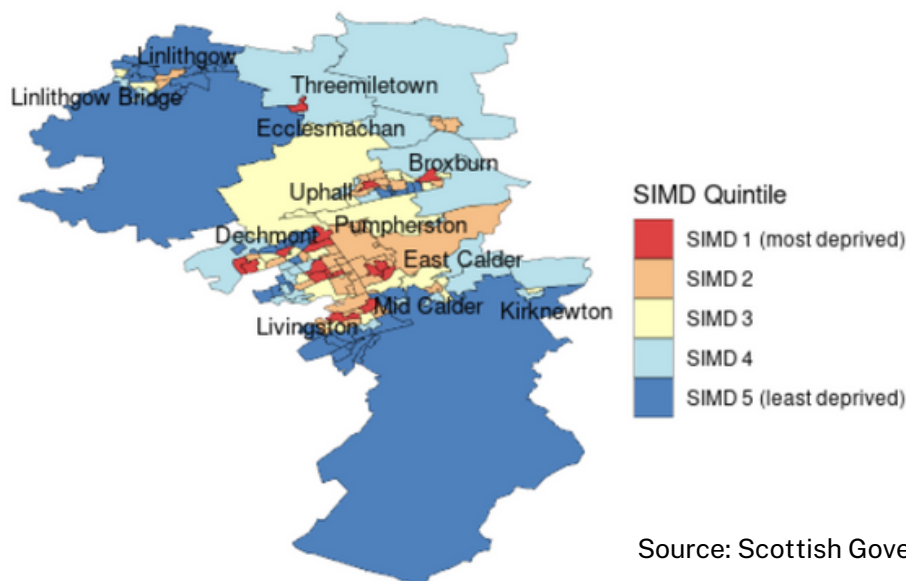 Linlithgow
Threemiletown
Linlithgow Bridge
Ecclesmachan
Broxburn
Uphall
Dechmont
Pumpherston
East Calder
Mid Calder
Kirknewton
Livingston
SIMD Quintile
SIMD 1 (most deprived)
SIMD 2
SIMD 3
SIMD 4
SIMD 5 (least deprived)
Source: Scottish Gove